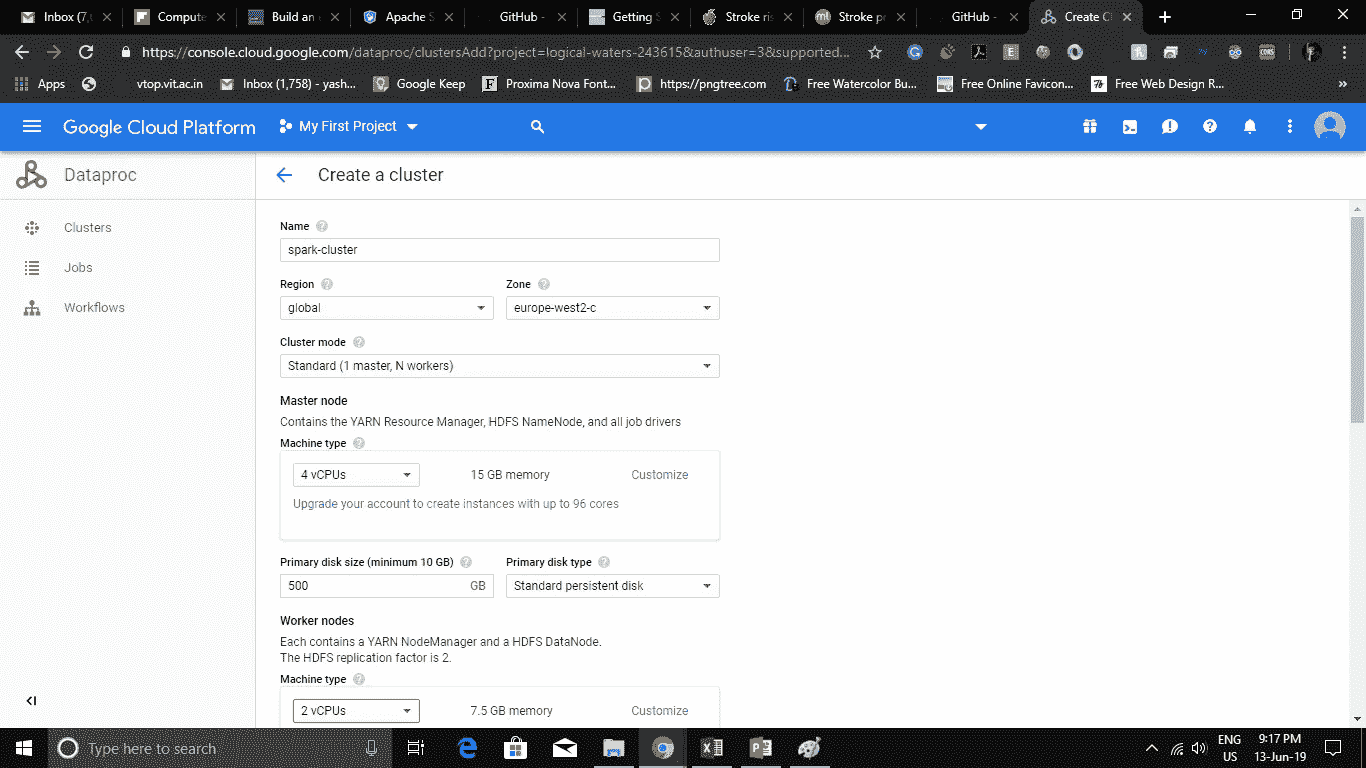 Inbox (7,
Compute
Build an
Apache S
GitHub -
Getting S
Stroke ris
Stroke p
GitHub -
Create Cl
https://console.cloud.google.com/dataproc/clustersAdd?project=logical-waters-243615&authuser=3&supported...
Apps
vtop.vit.ac.in
Inbox (1,758) - yash...
Google Keep
Proxima Nova Font...
https://pngtree.com
Free Watercolor Bu...
Free Online Favicon...
Free Web Design R...
»
Google Cloud Platform
My First Project
Dataproc
Create a cluster
Clusters
Jobs
Workflows
Name
spark-cluster
Region
Zone
global
europe-west2-c
Cluster mode
Standard (1 master, N workers)
Master node
Contains the YARN Resource Manager, HDFS NameNode, and all job drivers
Machine type
4 vCPUs
15 GB memory
Customize
Upgrade your account to create instances with up to 96 cores
Primary disk size (minimum 10 GB)
Primary disk type
500
GB
Standard persistent disk
Worker nodes
Each contains a YARN NodeManager and a HDFS DataNode.
The HDFS replication factor is 2.
Machine type
2 vCPUs
7.5 GB memory
Customize
Type here to search
ENG
US
9:17 PM
13-Jun-19